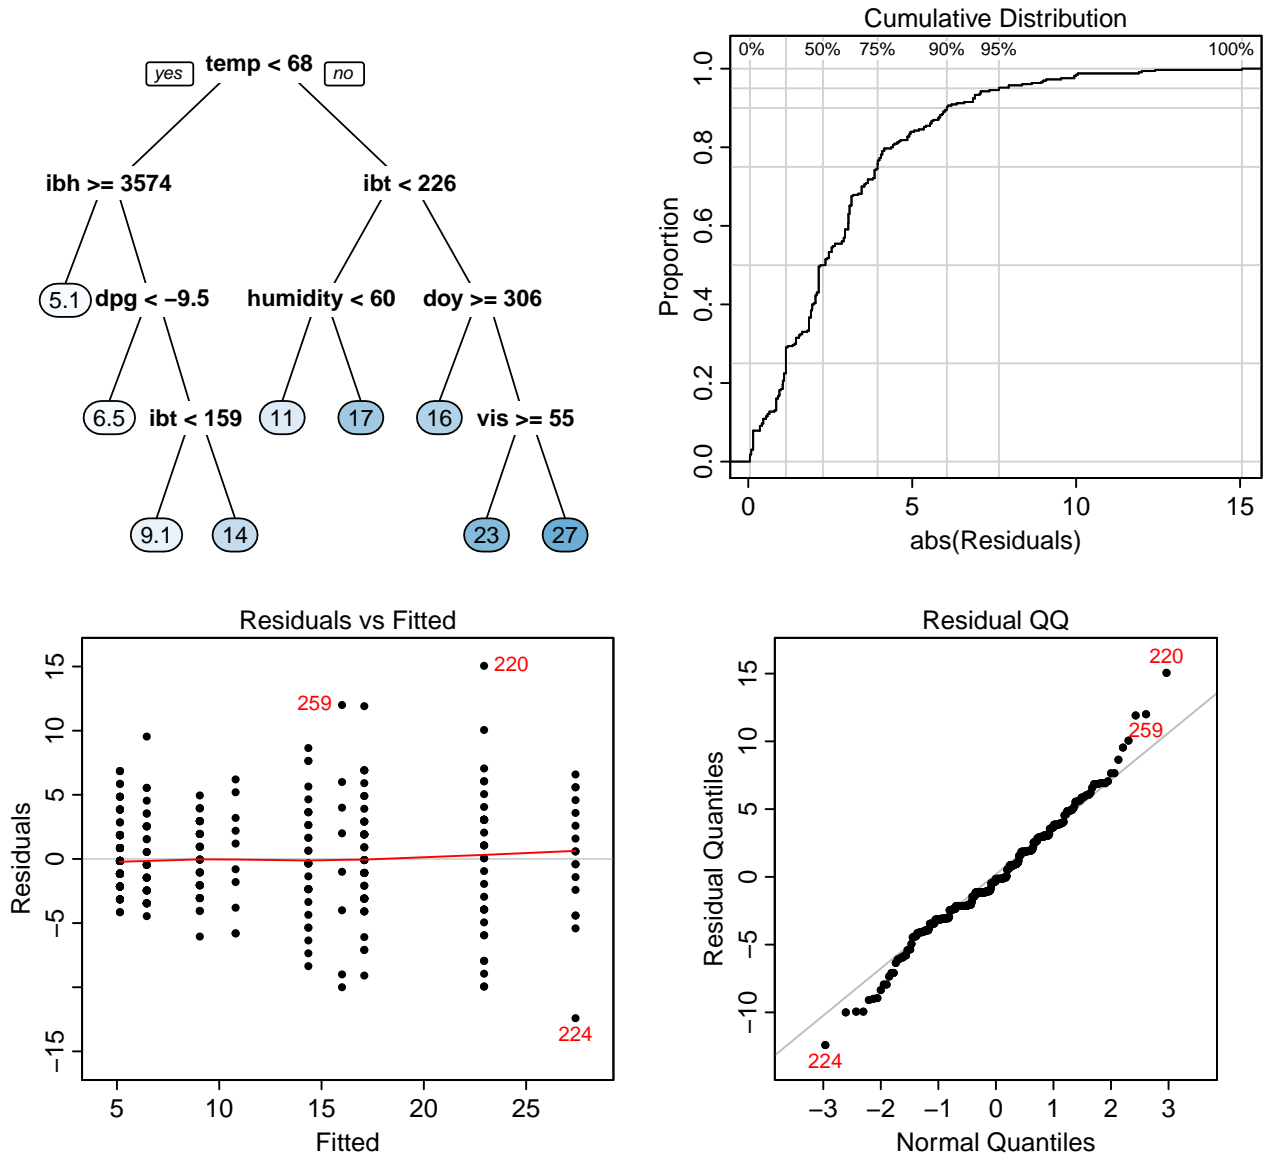 yes temp < 68 no
ibh >= 3574 ibt < 226
5.1 dpg < −9.5 humidity < 60 doy >= 306
6.5 ibt < 159 11 17 16 vis >= 55
9.1 14 23 27
Cumulative Distribution
0% 50% 75% 90% 95% 100%
1.0
0.8
0.6
0.4
0.2
0.0
Proportion
0 5 10 15
abs(Residuals)
Residuals vs Fitted
15
10
5
0
−5
−15
Residuals
220
259
224
5 10 15 20 25
Fitted
Residual QQ
15
10
5
0
−5
−10
Residual Quantiles
220
259
224
−3 −2 −1 0 1 2 3
Normal Quantiles